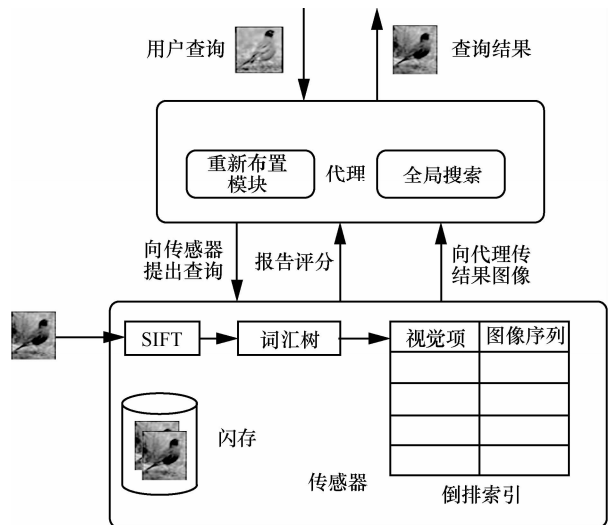 用户查询
查询结果
重新布置
模块
代理
全局搜索
向传感器
提出查询
报告评分
向代理传
结果图像
SIFT
词汇树
视觉项
图像序列
闪存
传感器
倒排索引